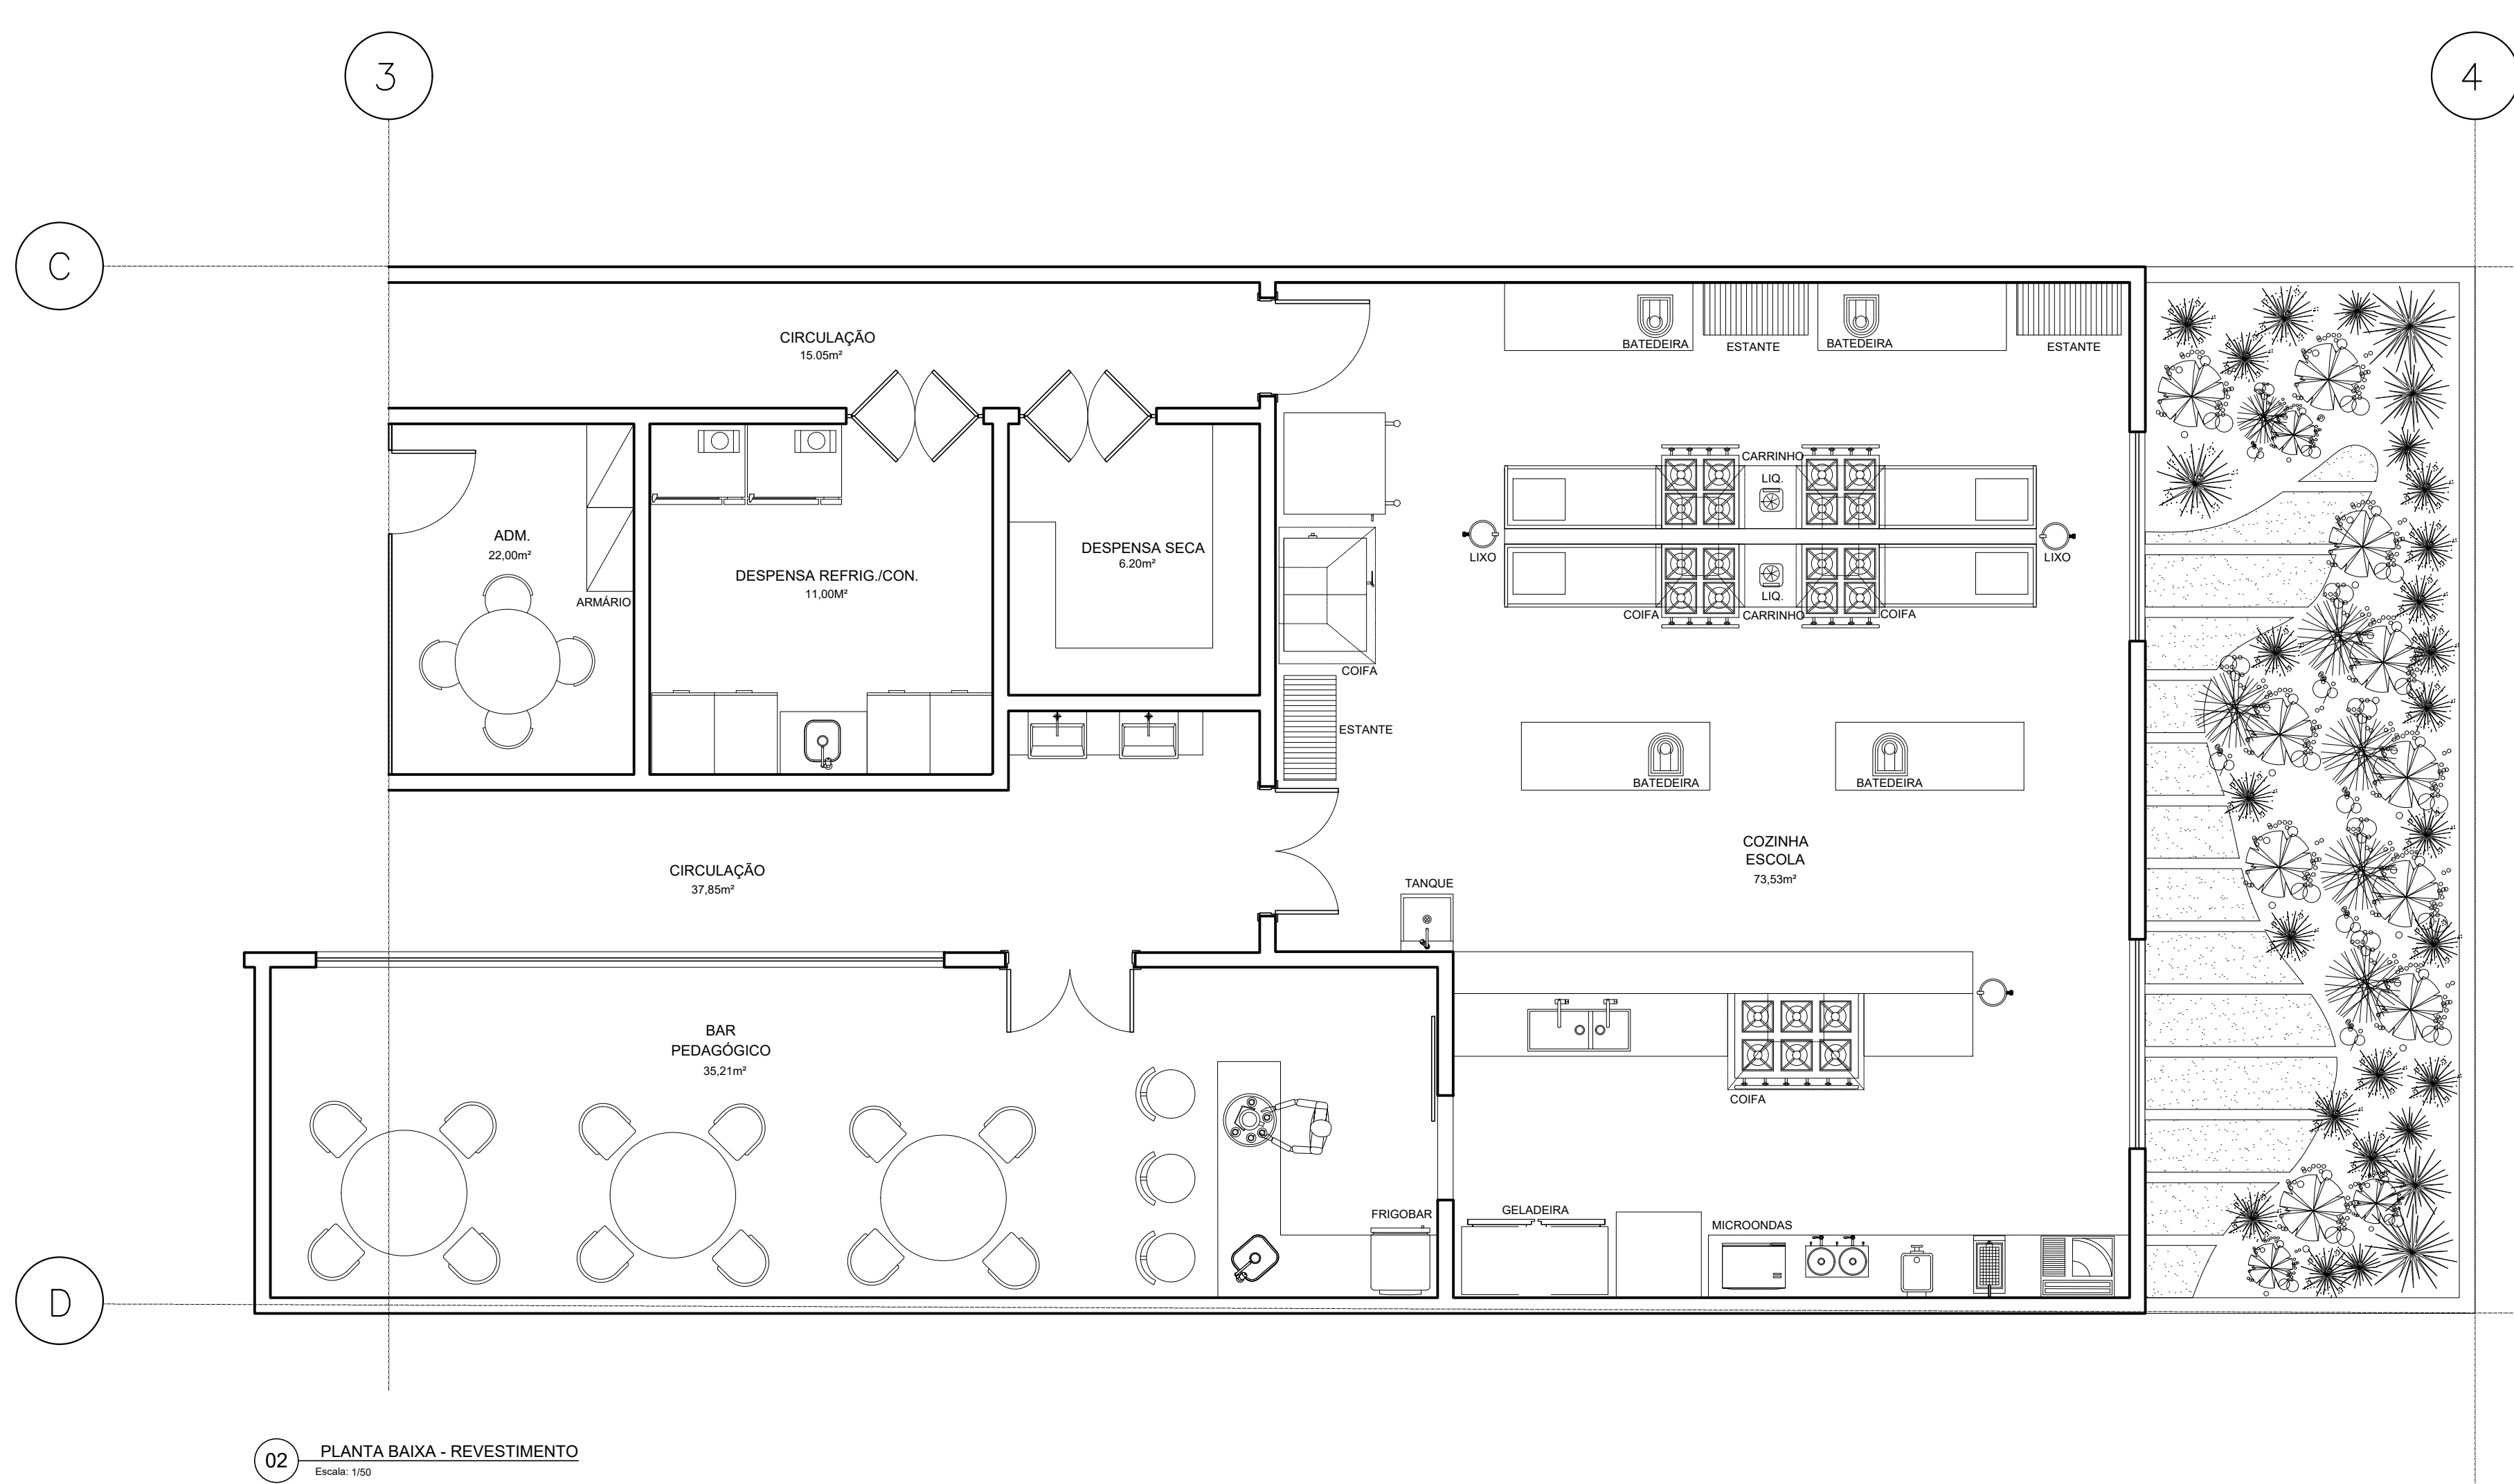 3
4
C
CIRCULAÇÃO
15.05m²
BATEDEIRA
ESTANTE
BATEDEIRA
ESTANTE
CARRINHO
LIQ.
ADM.
22,00m²
DESPENSA SECA
6.20m²
LIXO
LIXO
DESPENSA REFRIG./CON.
11,00M²
ARMÁRIO
LIQ.
COIFA
CARRINHO
COIFA
COIFA
ESTANTE
BATEDEIRA
BATEDEIRA
COZINHA
ESCOLA
73,53m²
CIRCULAÇÃO
37,85m²
TANQUE
BAR
PEDAGÓGICO
35,21m²
COIFA
FRIGOBAR
GELADEIRA
MICROONDAS
D
02
PLANTA BAIXA - REVESTIMENTO
Escala: 1/50